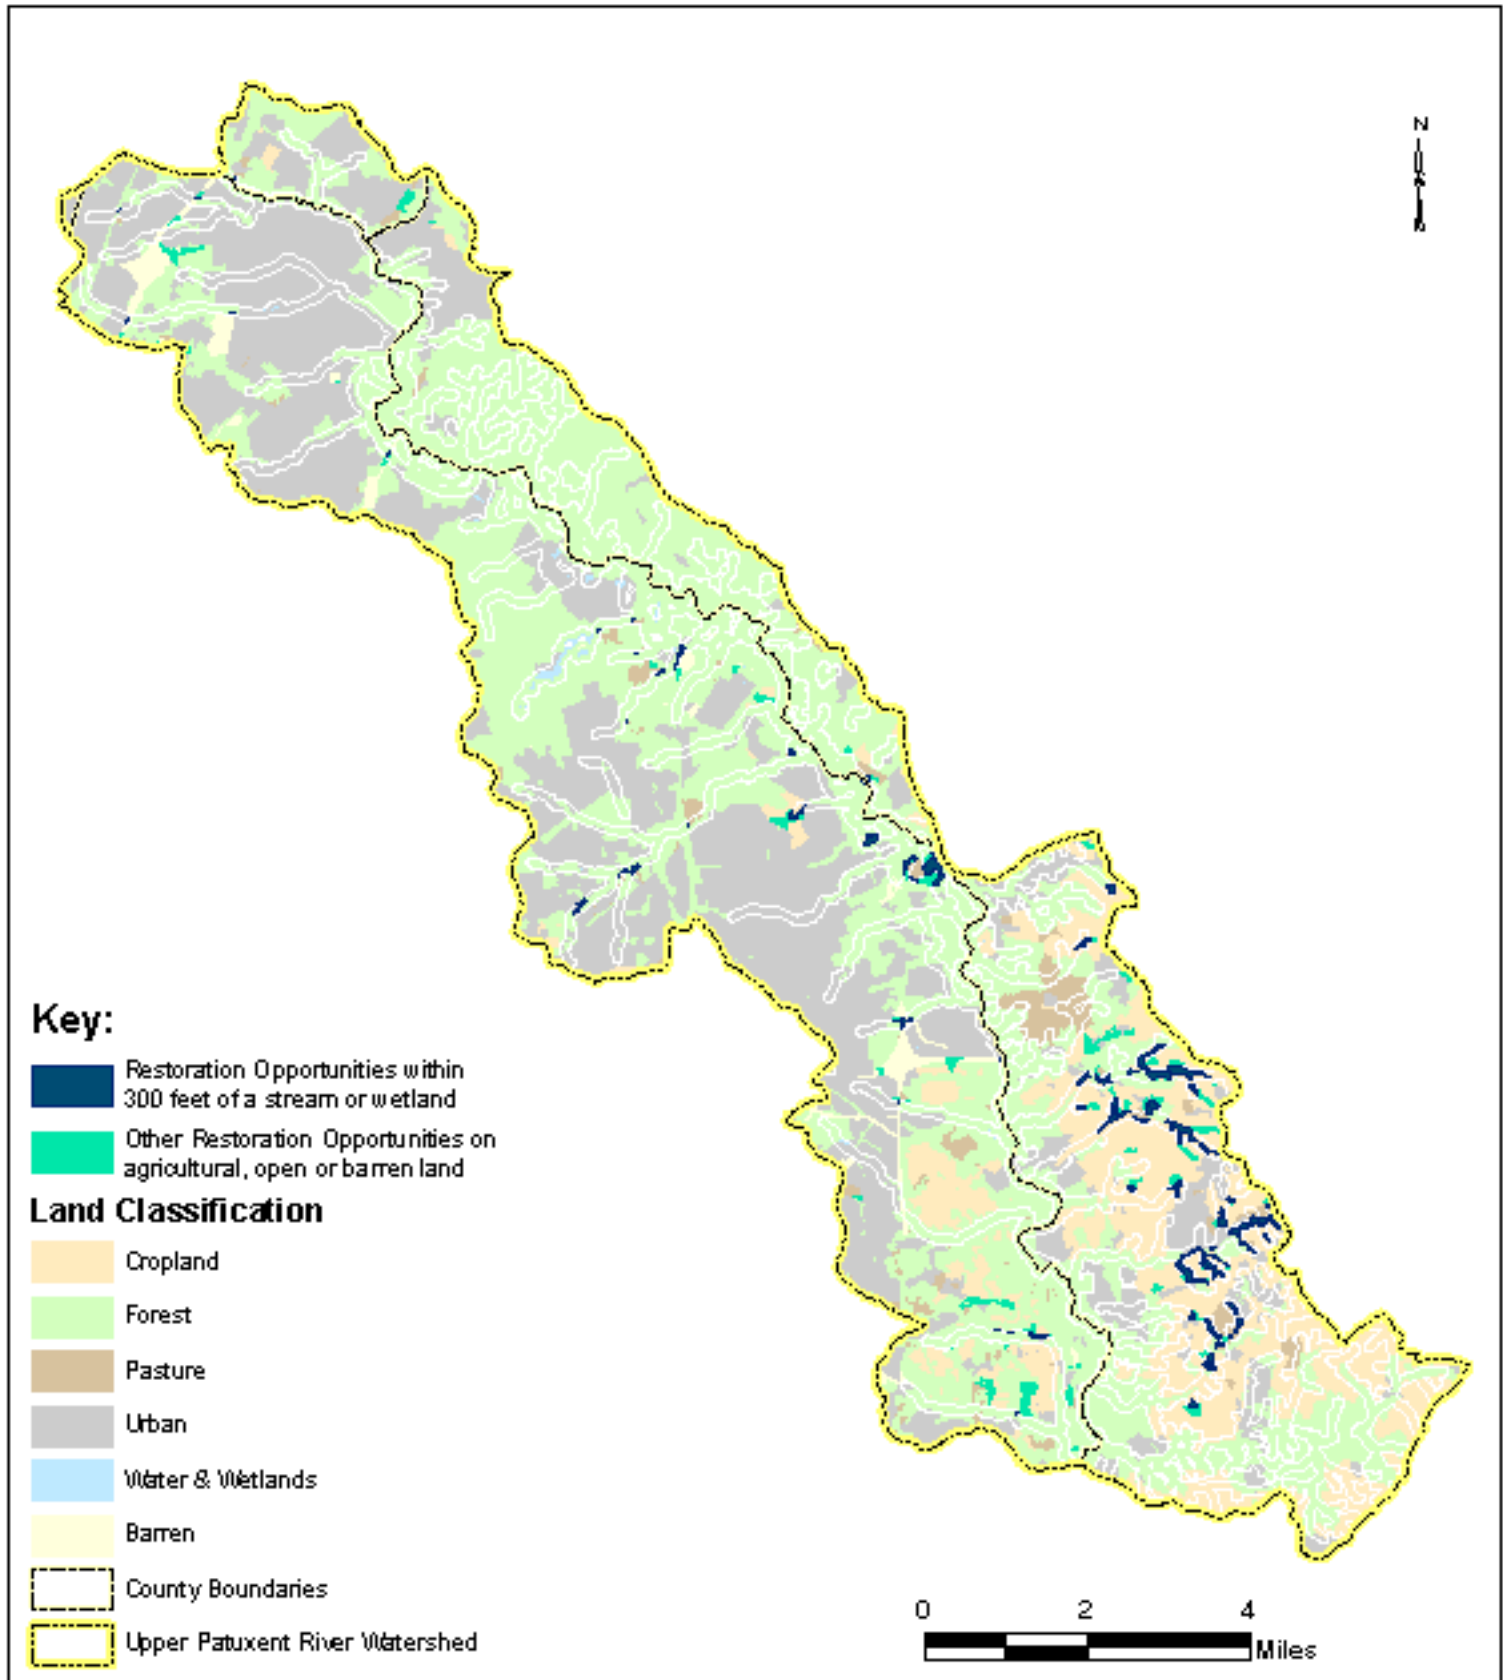 N
Key:
Restoration Opportunities within
300 feet of a stream or wetland
Other Restoration Opportunities on
agricultural, open or barren land
Land Classification
Cropland
Forest
Pasture
Urban
Water & Wetlands
Barren
County Boundaries
Upper Patuxent River Watershed
0 2 4
Miles